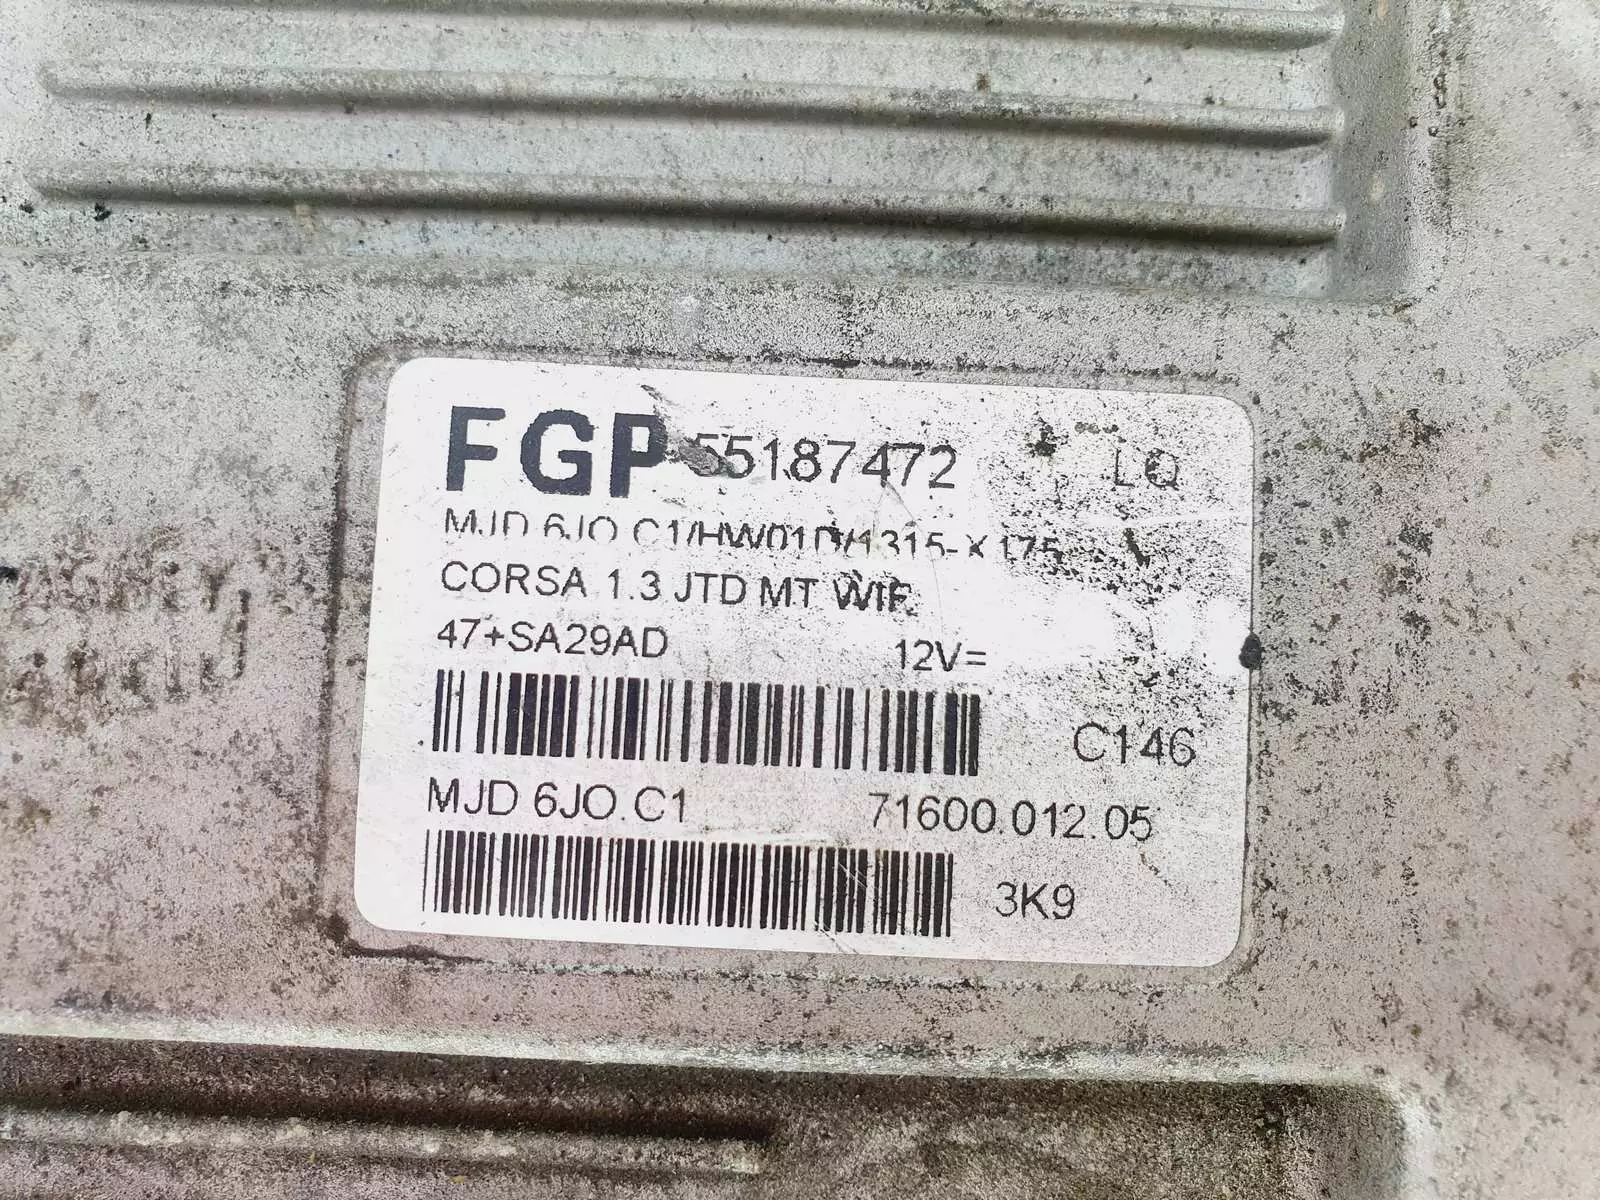 FGP 55187472 LQ
MJD 6JO.C1/HW01D/1315-X175
CORSA 1.3 JTD MT WIF
47+SA29AD 12V=
C146
MJD 6JO.C1 71600.012.05
3K9